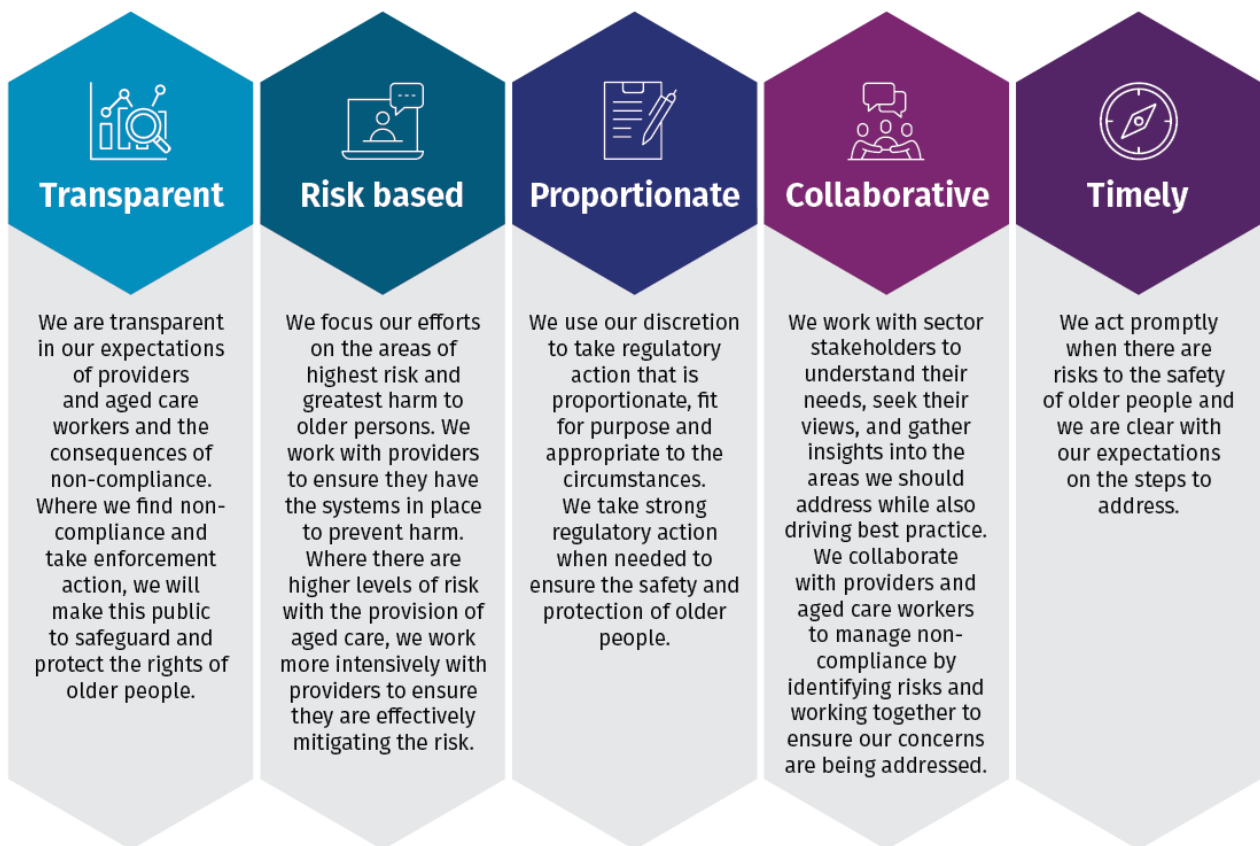 Transparent
We are transparent
in our expectations
of providers
and aged care
workers and the
consequences of
non-compliance.
Where we find non-
compliance and
take enforcement
action, we will
make this public
to safeguard and
protect the rights of
older people.
Risk based
We focus our efforts
on the areas of
highest risk and
greatest harm to
older persons. We
work with providers
to ensure they have
the systems in place
to prevent harm.
Where there are
higher levels of risk
with the provision of
aged care, we work
more intensively with
providers to ensure
they are effectively
mitigating the risk.
Proportionate
We use our discretion
to take regulatory
action that is
proportionate, fit
for purpose and
appropriate to the
circumstances.
We take strong
regulatory action
when needed to
ensure the safety and
protection of older
people.
Collaborative
We work with sector
stakeholders to
understand their
needs, seek their
views, and gather
insights into the
areas we should
address while also
driving best practice.
We collaborate
with providers and
aged care workers
to manage non-
compliance by
identifying risks and
working together to
ensure our concerns
are being addressed.
Timely
We act promptly
when there are
risks to the safety
of older people and
we are clear with
our expectations
on the steps to
address.